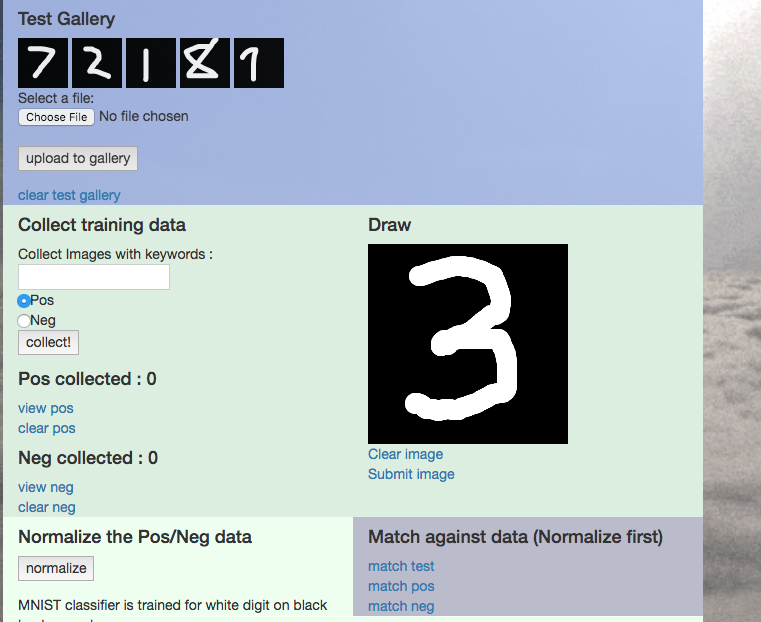 Test Gallery
7 2 1 8 1
Select a file:
Choose File No file chosen
upload to gallery
clear test gallery
Collect training data
Collect Images with keywords :
Pos
Neg
collect!
Pos collected : 0
view pos
clear pos
Neg collected : 0
view neg
clear neg
Draw
3
Clear image
Submit image
Normalize the Pos/Neg data
normalize
MNIST classifier is trained for white digit on black
Match against data (Normalize first)
match test
match pos
match neg